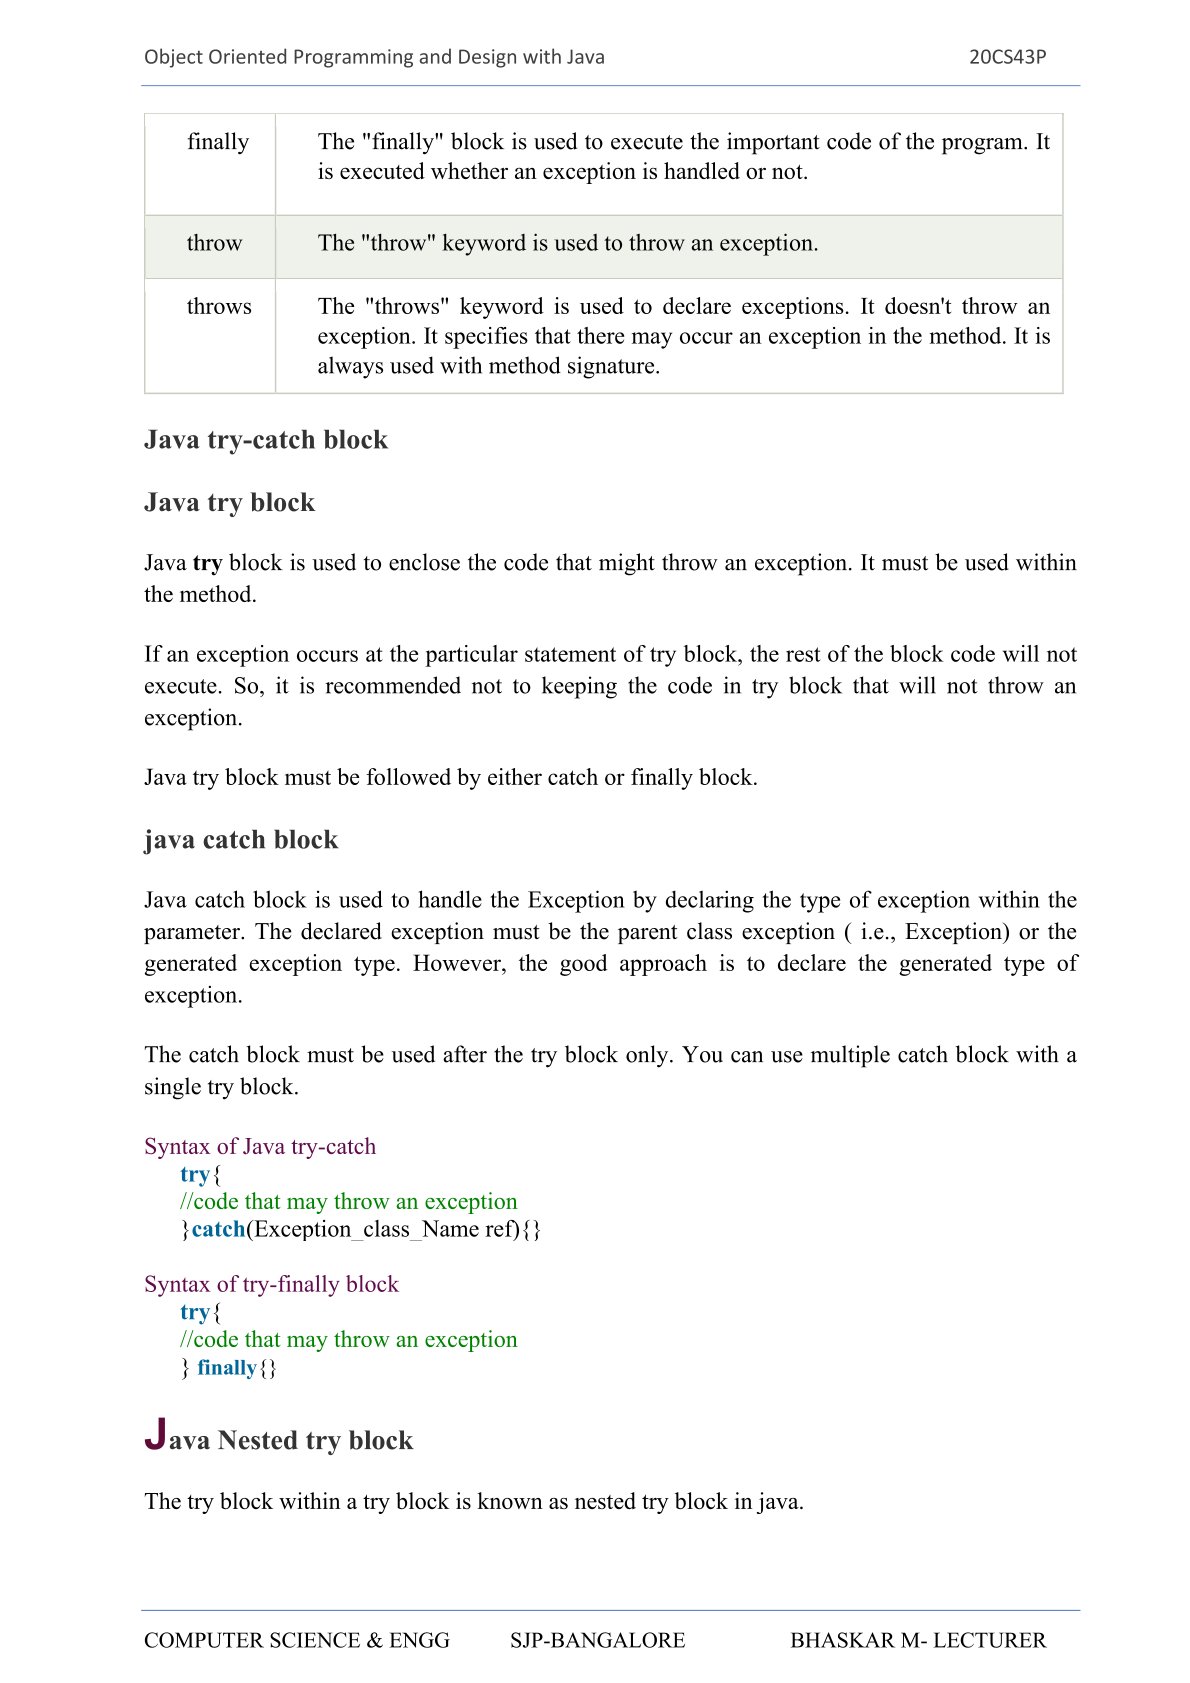 Object Oriented Programming and Design with Java 20CS43P
finally The "finally" block is used to execute the important code of the program. It
is executed whether an exception is handled or not.
throw The "throw" keyword is used to throw an exception.
throws The "throws" keyword is used to declare exceptions. It doesn't throw an
exception. It specifies that there may occur an exception in the method. It is
always used with method signature.
Java try-catch block
Java try block
Java try block is used to enclose the code that might throw an exception. It must be used within
the method.
If an exception occurs at the particular statement of try block, the rest of the block code will not
execute. So, it is recommended not to keeping the code in try block that will not throw an
exception.
Java try block must be followed by either catch or finally block.
java catch block
Java catch block is used to handle the Exception by declaring the type of exception within the
parameter. The declared exception must be the parent class exception ( i.e., Exception) or the
generated exception type. However, the good approach is to declare the generated type of
exception.
The catch block must be used after the try block only. You can use multiple catch block with a
single try block.
Syntax of Java try-catch
try{
//code that may throw an exception
}catch(Exception_class_Name ref){}
Syntax of try-finally block
try{
//code that may throw an exception
} finally{}
Java Nested try block
The try block within a try block is known as nested try block in java.
COMPUTER SCIENCE & ENGG SJP-BANGALORE BHASKAR M- LECTURER